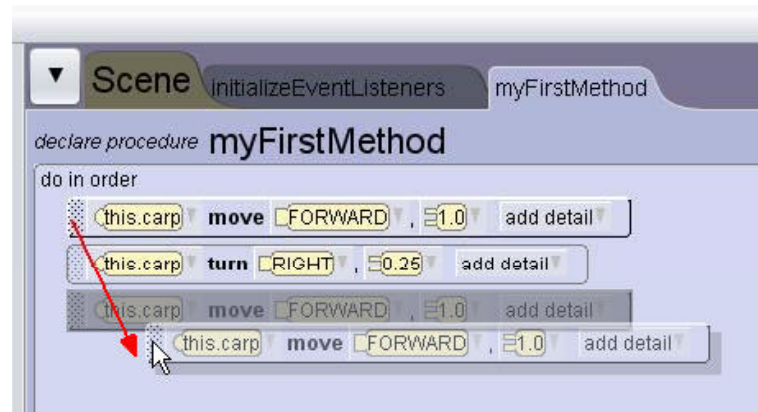 Scene initializeEventListeners myFirstMethod
declare procedure myFirstMethod
do in order
this.carp move FORWARD , 1.0 add detail
this.carp turn RIGHT , 0.25 add detail
this.carp move FORWARD , 1.0 add detail
this.carp move FORWARD , 1.0 add detail